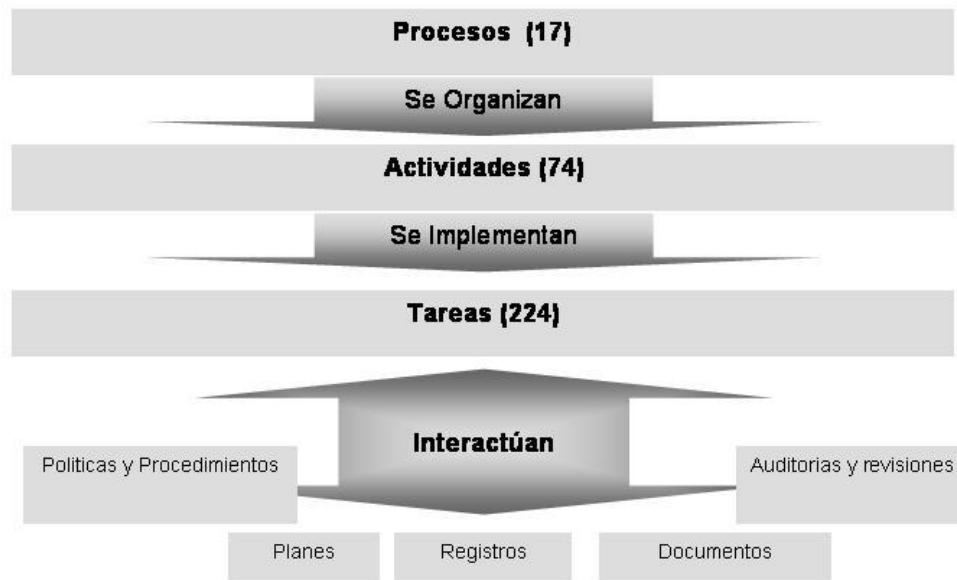 Procesos (17)
Se Organizan
Actividades (74)
Se Implementan
Tareas (224)
Interactúan
Politicas y Procedimientos
Auditorias y revisiones
Planes
Registros
Documentos